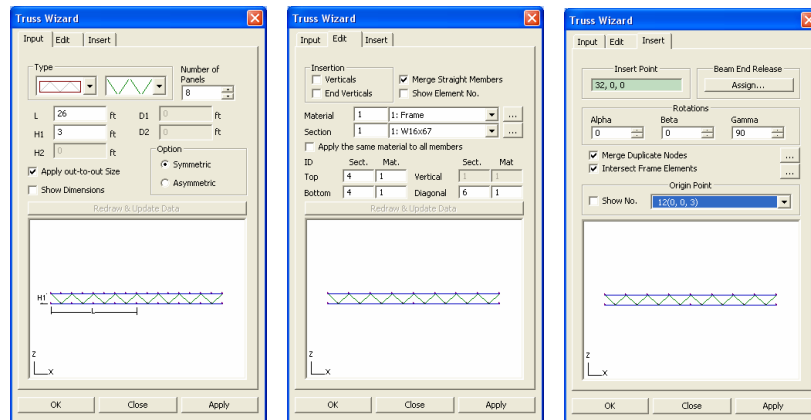 Truss Wizard
Input Edit Insert
Type
Number of
Panels
8
L 26 ft D1 0 ft
H1 3 ft D2 0 ft
H2 0 ft
Option
Symmetric
Asymmetric
Apply out-to-out Size
Show Dimensions
Redraw & Update Data
H1
L
Z
X
OK Close Apply
Truss Wizard
Input Edit Insert
Insertion
Verticals
End Verticals
Merge Straight Members
Show Element No.
Material 1 1: Frame ...
Section 1 1: W16x67 ...
Apply the same material to all members
ID Sect. Mat. Sect. Mat
Top 4 1 Vertical 1 1
Bottom 4 1 Diagonal 6 1
Redraw & Update Data
Z
X
OK Close Apply
Truss Wizard
Input Edit Insert
Insert Point
32, 0, 0
Beam End Release
Assign...
Rotations
Alpha Beta Gamma
0 0 90
Merge Duplicate Nodes ...
Intersect Frame Elements ...
Origin Point
Show No. 12(0, 0, 3)
Z
X
OK Close Apply